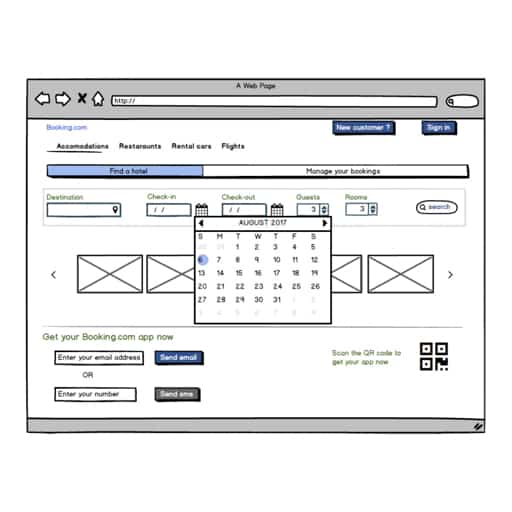 A Web Page
http://
Booking.com
New customer ?
Sign in
Accomodations Restaraunts Rental cars Flights
Find a hotel
Manage your bookings
Destination Check-in Check-out Guests Rooms
/ / / / 3 3 search
AUGUST 2017
S M T W T F S
30 31 1 2 3 4 5
6 7 8 9 10 11 12
13 14 15 16 17 18 19
20 21 22 23 24 25 26
27 28 29 30 31 1 2
3 4 5 6 7 8 9
Get your Booking.com app now
Enter your email address Send email
OR
Enter your number Send sms
Scan the QR code to
get your app now